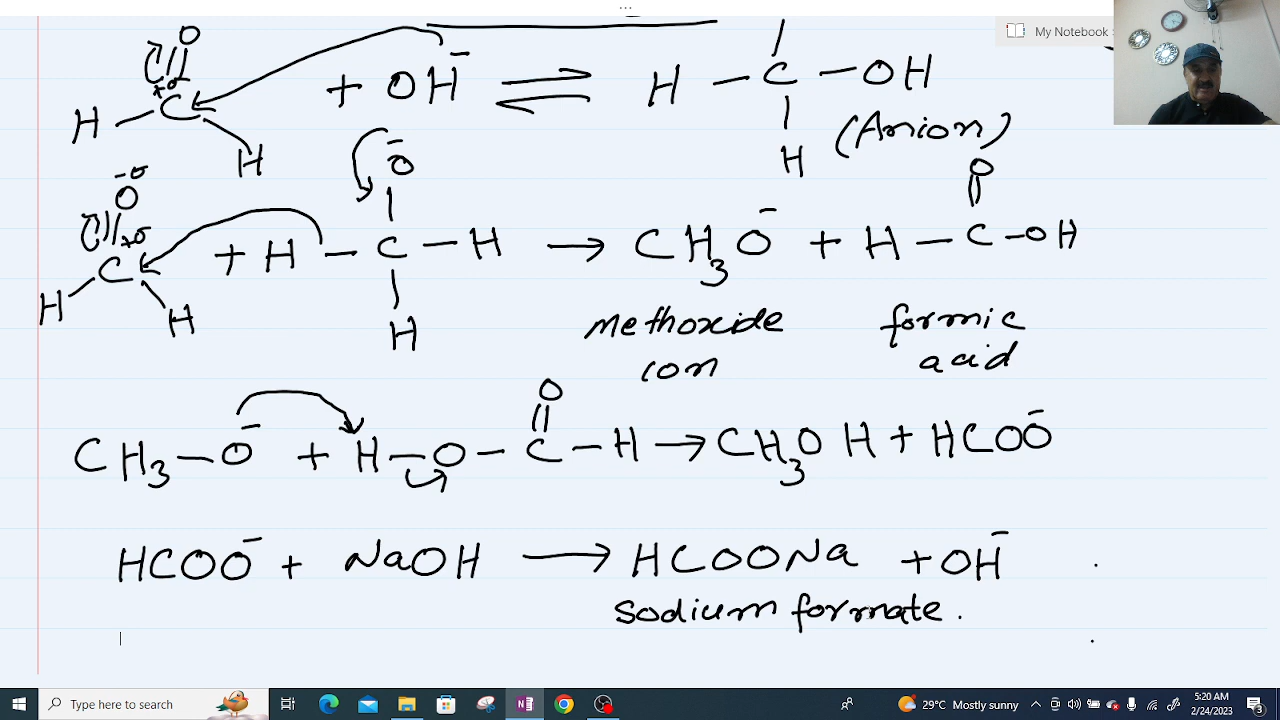 ...
My Notebook
O
+δ
H C + OH⁻ ⇌ H — C — OH
H H
(Anion)
-δ
O O⁻ O
+δ
C + H — C — H → CH₃O⁻ + H — C — OH
H H H
methoxide formic
ion acid
O
CH₃—O⁻ + H—O—C—H → CH₃OH + HCOO⁻
HCOO⁻ + NaOH → HCOONa + OH⁻
Sodium formate.
Type here to search
29°C Mostly sunny
5:20 AM
2/24/2023
3